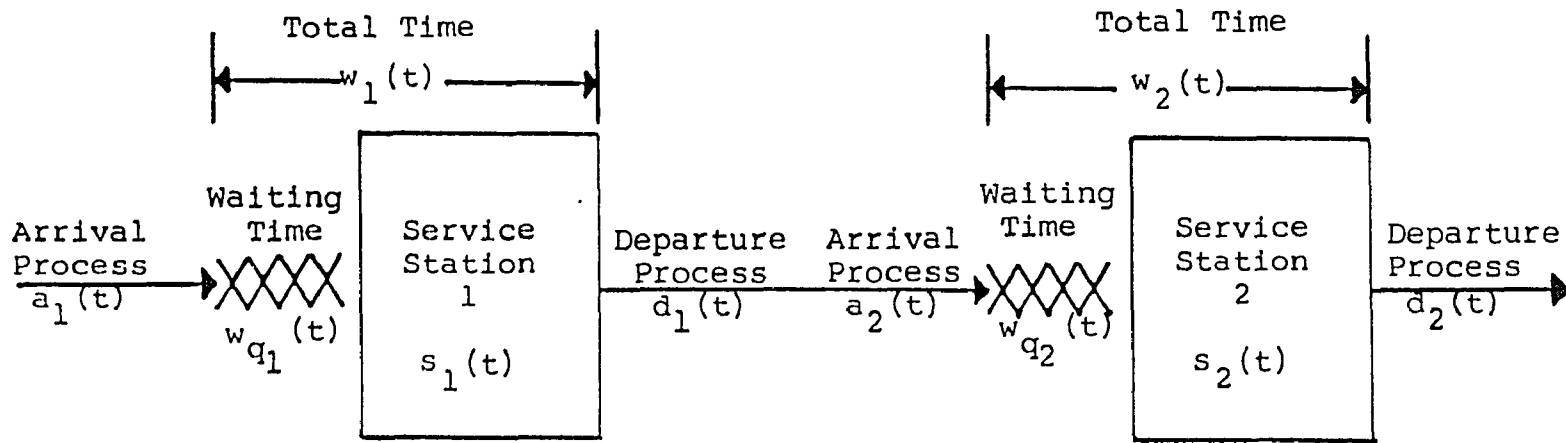 Total Time
w1(t)
Arrival
Process
a1(t)
Waiting
Time
wq1(t)
Service
Station
1
s1(t)
Departure
Process
d1(t)
Arrival
Process
a2(t)
Total Time
w2(t)
Waiting
Time
wq2(t)
Service
Station
2
s2(t)
Departure
Process
d2(t)